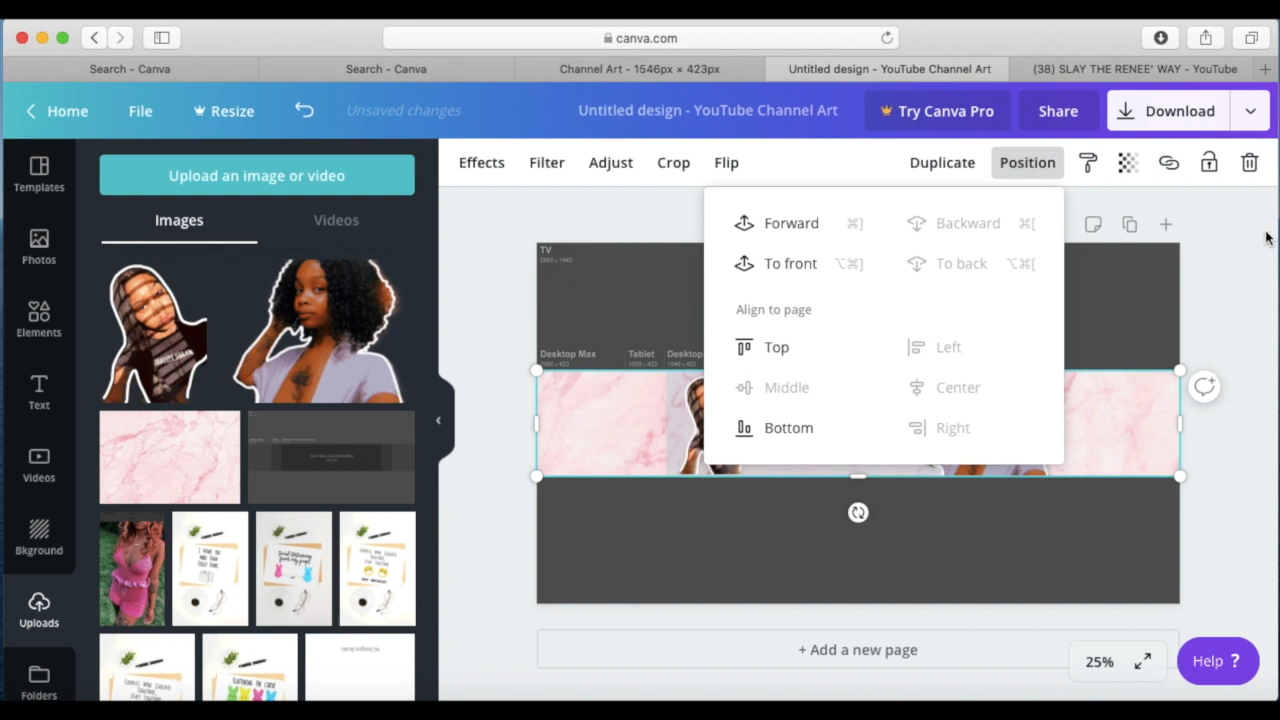 canva.com
Search - Canva
Search - Canva
Channel Art - 1546px × 423px
Untitled design - YouTube Channel Art
(38) SLAY THE RENEE' WAY - YouTube
Home
File
Resize
Unsaved changes
Untitled design - YouTube Channel Art
Try Canva Pro
Share
Download
Templates
Photos
Elements
Text
Videos
Bkground
Uploads
Folders
Upload an image or video
Images
Videos
Effects
Filter
Adjust
Crop
Flip
Duplicate
Position
Forward ⌘]
Backward ⌘[
To front ⌥⌘]
To back ⌥⌘[
Align to page
Top
Left
Middle
Center
Bottom
Right
TV
2560 x 1440
Desktop Max
Tablet
Desktop
+ Add a new page
25%
Help ?